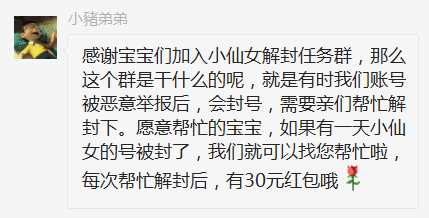 小豬弟弟
感谢宝宝们加入小仙女解封任务群，那么
这个群是干什么的呢，就是有时我们账号
被恶意举报后，会封号，需要亲们帮忙解
封下。愿意帮忙的宝宝，如果有一天小仙
女的号被封了，我们就可以找您帮忙啦，
每次帮忙解封后，有30元红包哦🌹